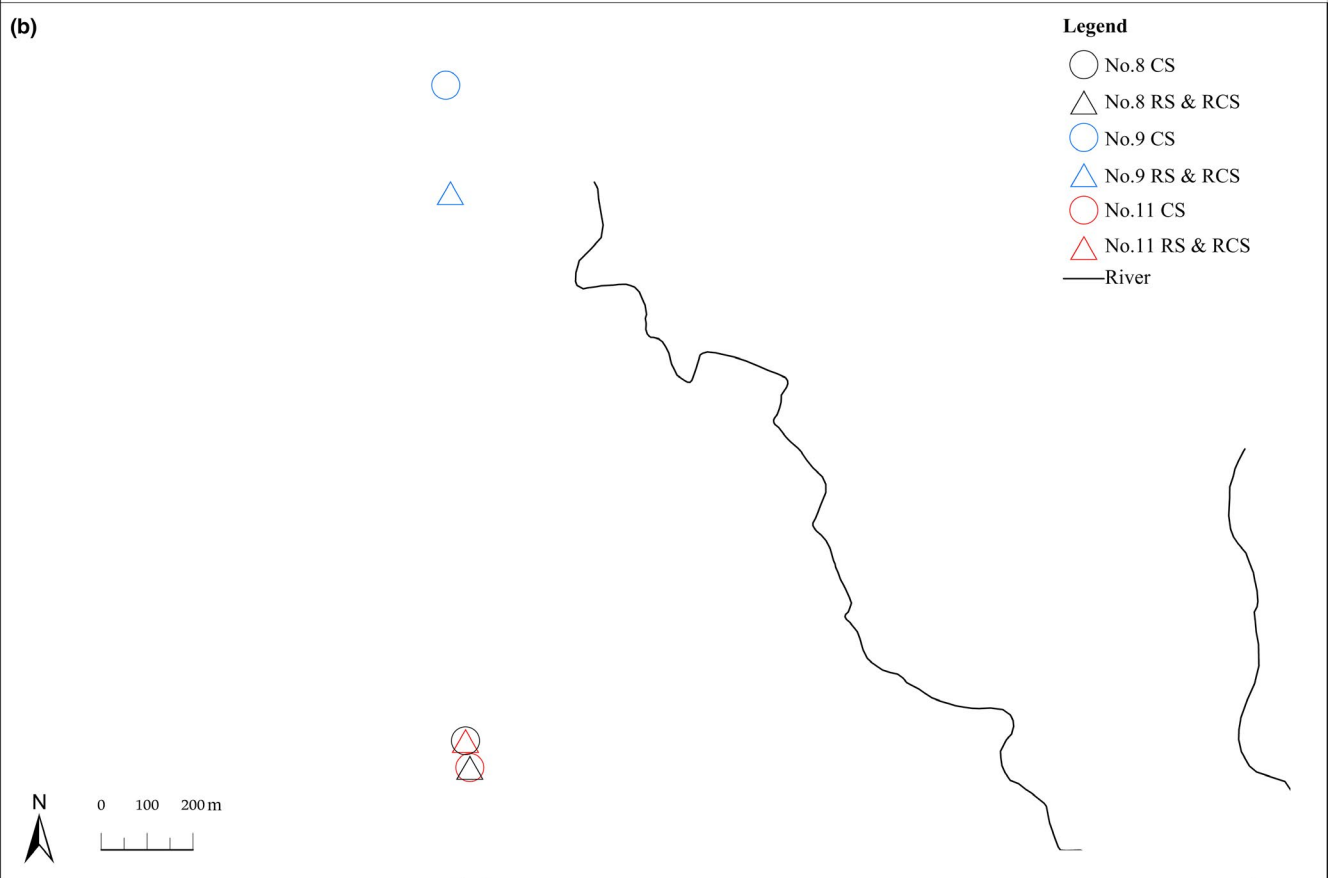 (b)
Legend
No.8 CS
No.8 RS & RCS
No.9 CS
No.9 RS & RCS
No.11 CS
No.11 RS & RCS
River
N
0 100 200 m